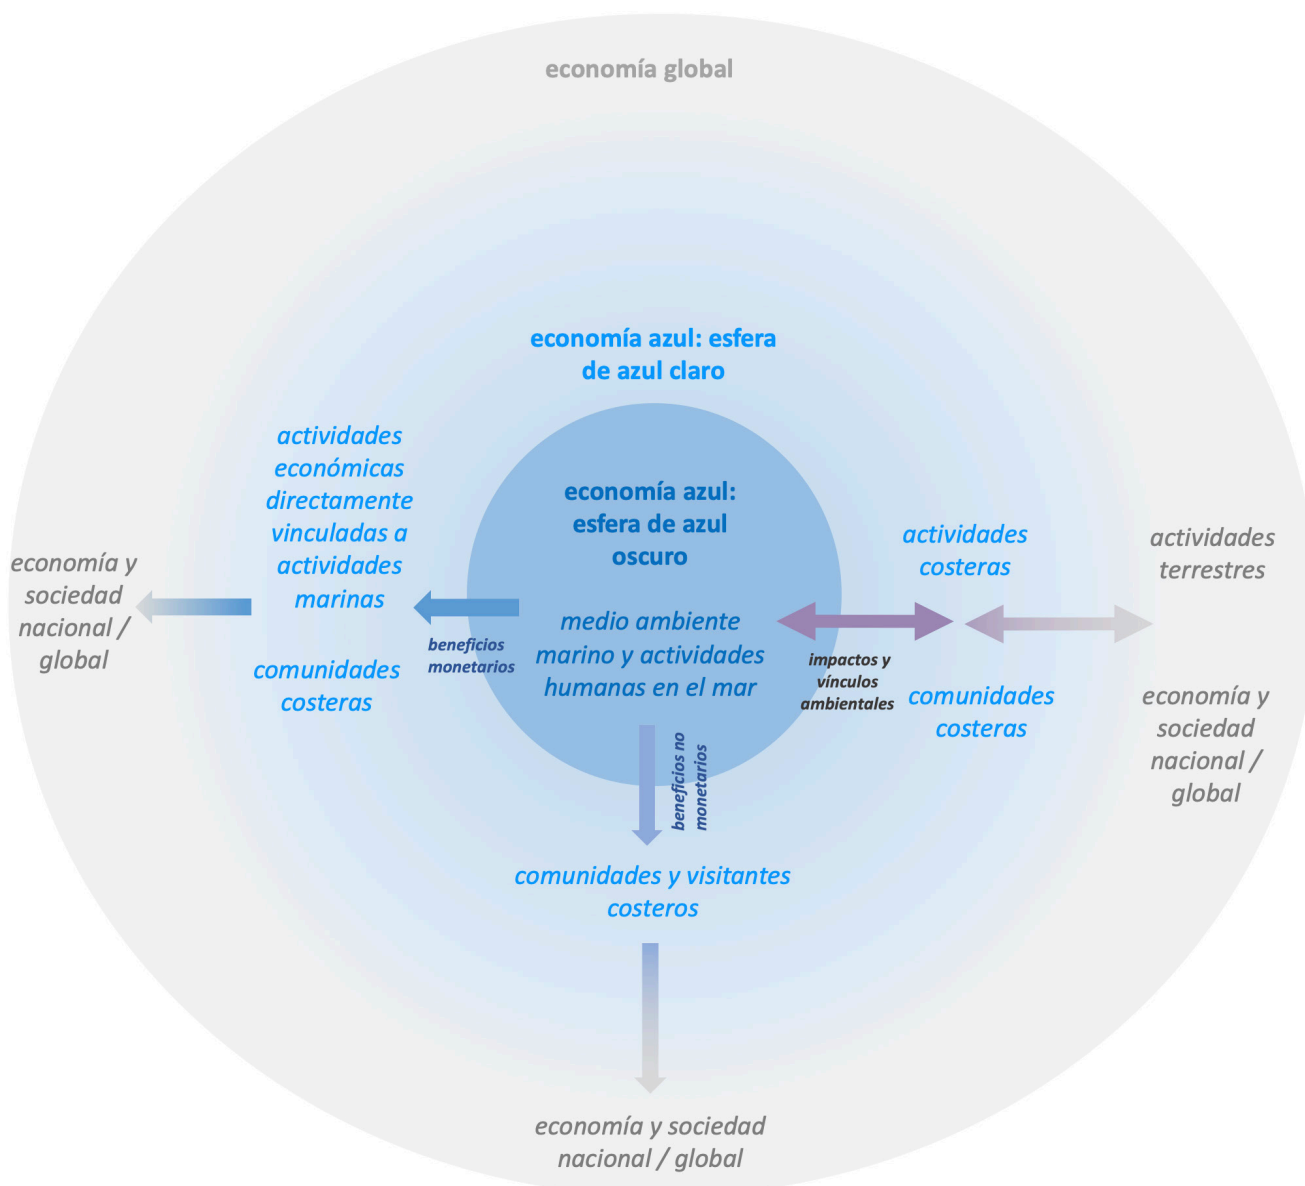 economía global
economía azul: esfera
de azul claro
economía azul:
esfera de azul
oscuro
medio ambiente
marino y actividades
humanas en el mar
actividades
económicas
directamente
vinculadas a
actividades
marinas
comunidades
costeras
economía y
sociedad
nacional /
global
beneficios
monetarios
impactos y
vínculos
ambientales
actividades
costeras
comunidades
costeras
actividades
terrestres
economía y
sociedad
nacional /
global
beneficios no
monetarios
comunidades y visitantes
costeros
economía y sociedad
nacional / global